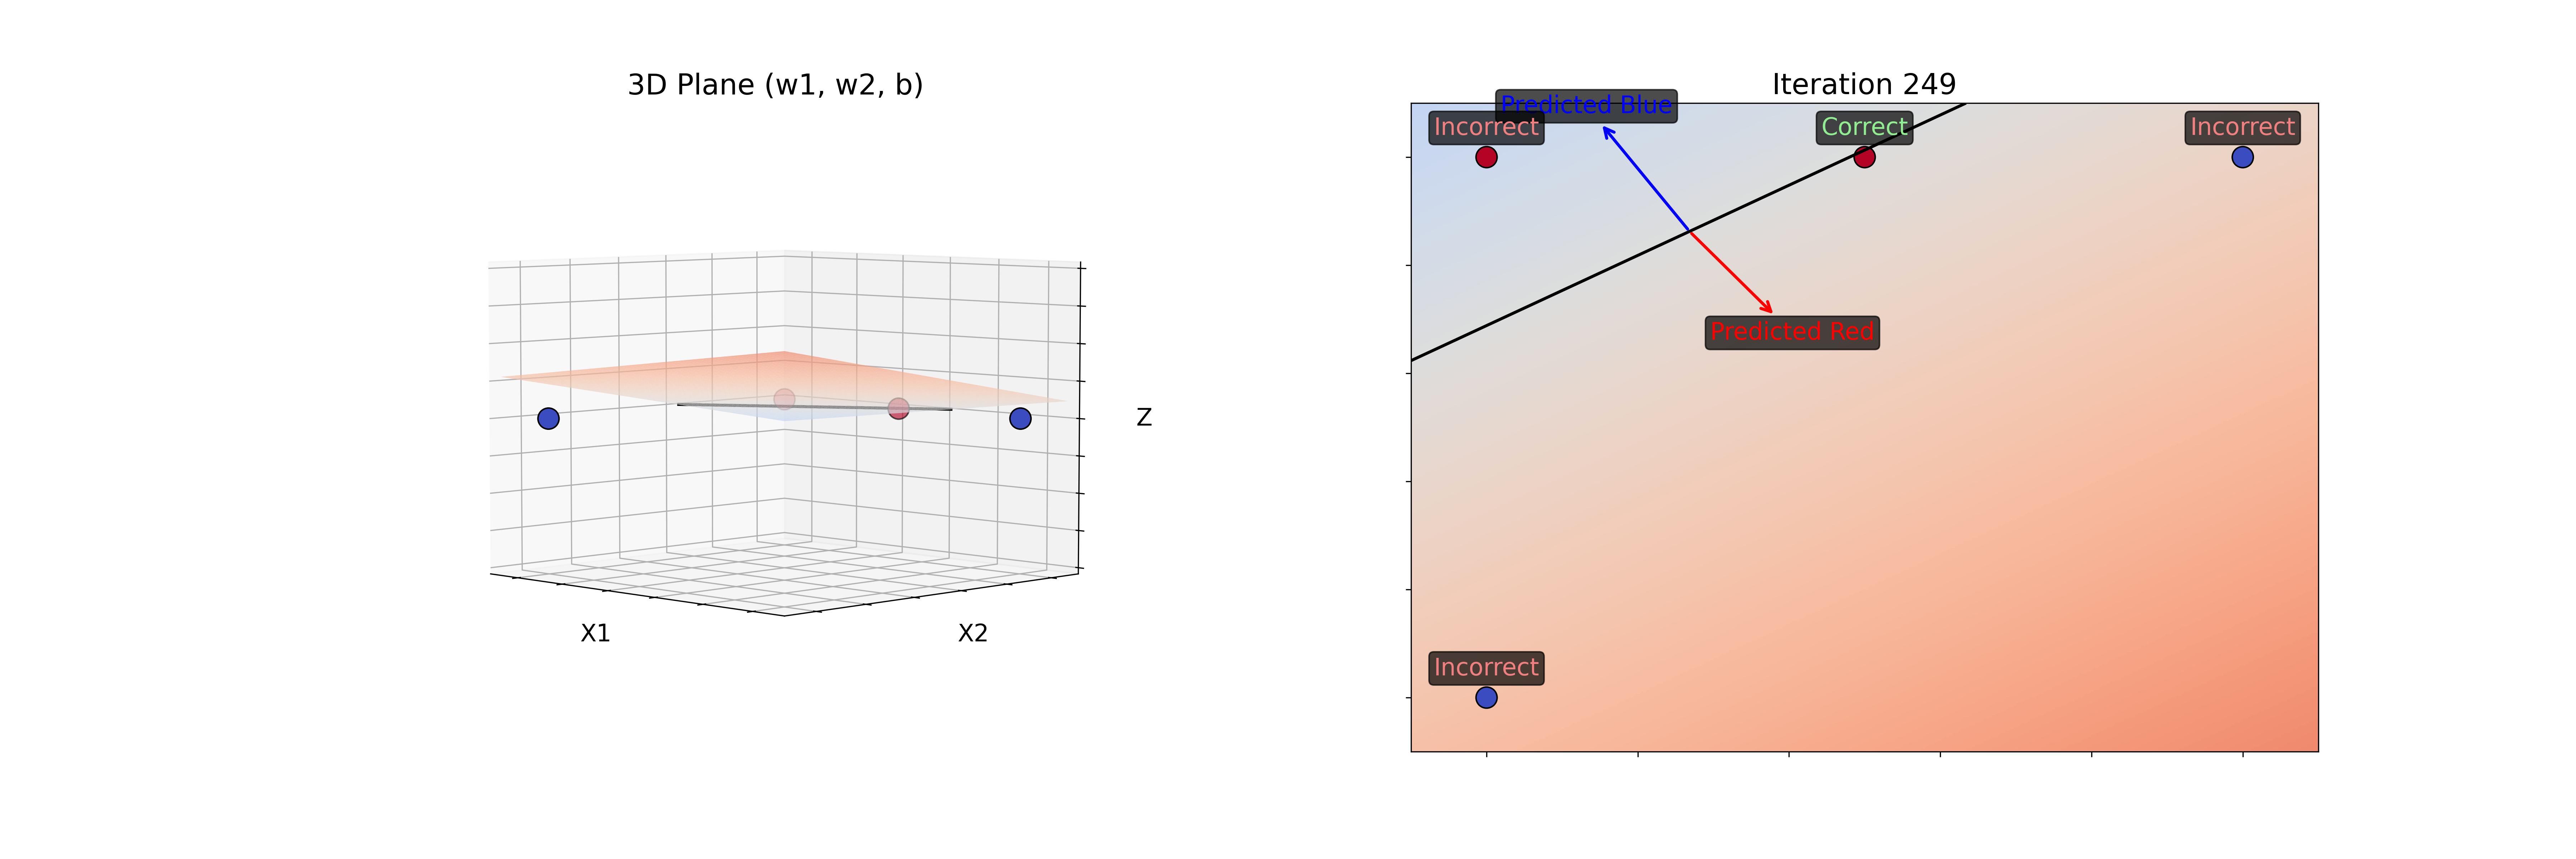 3D Plane (w1, w2, b)
Z
X1
X2
Iteration 249
Predicted Blue
Incorrect
Correct
Incorrect
Predicted Red
Incorrect